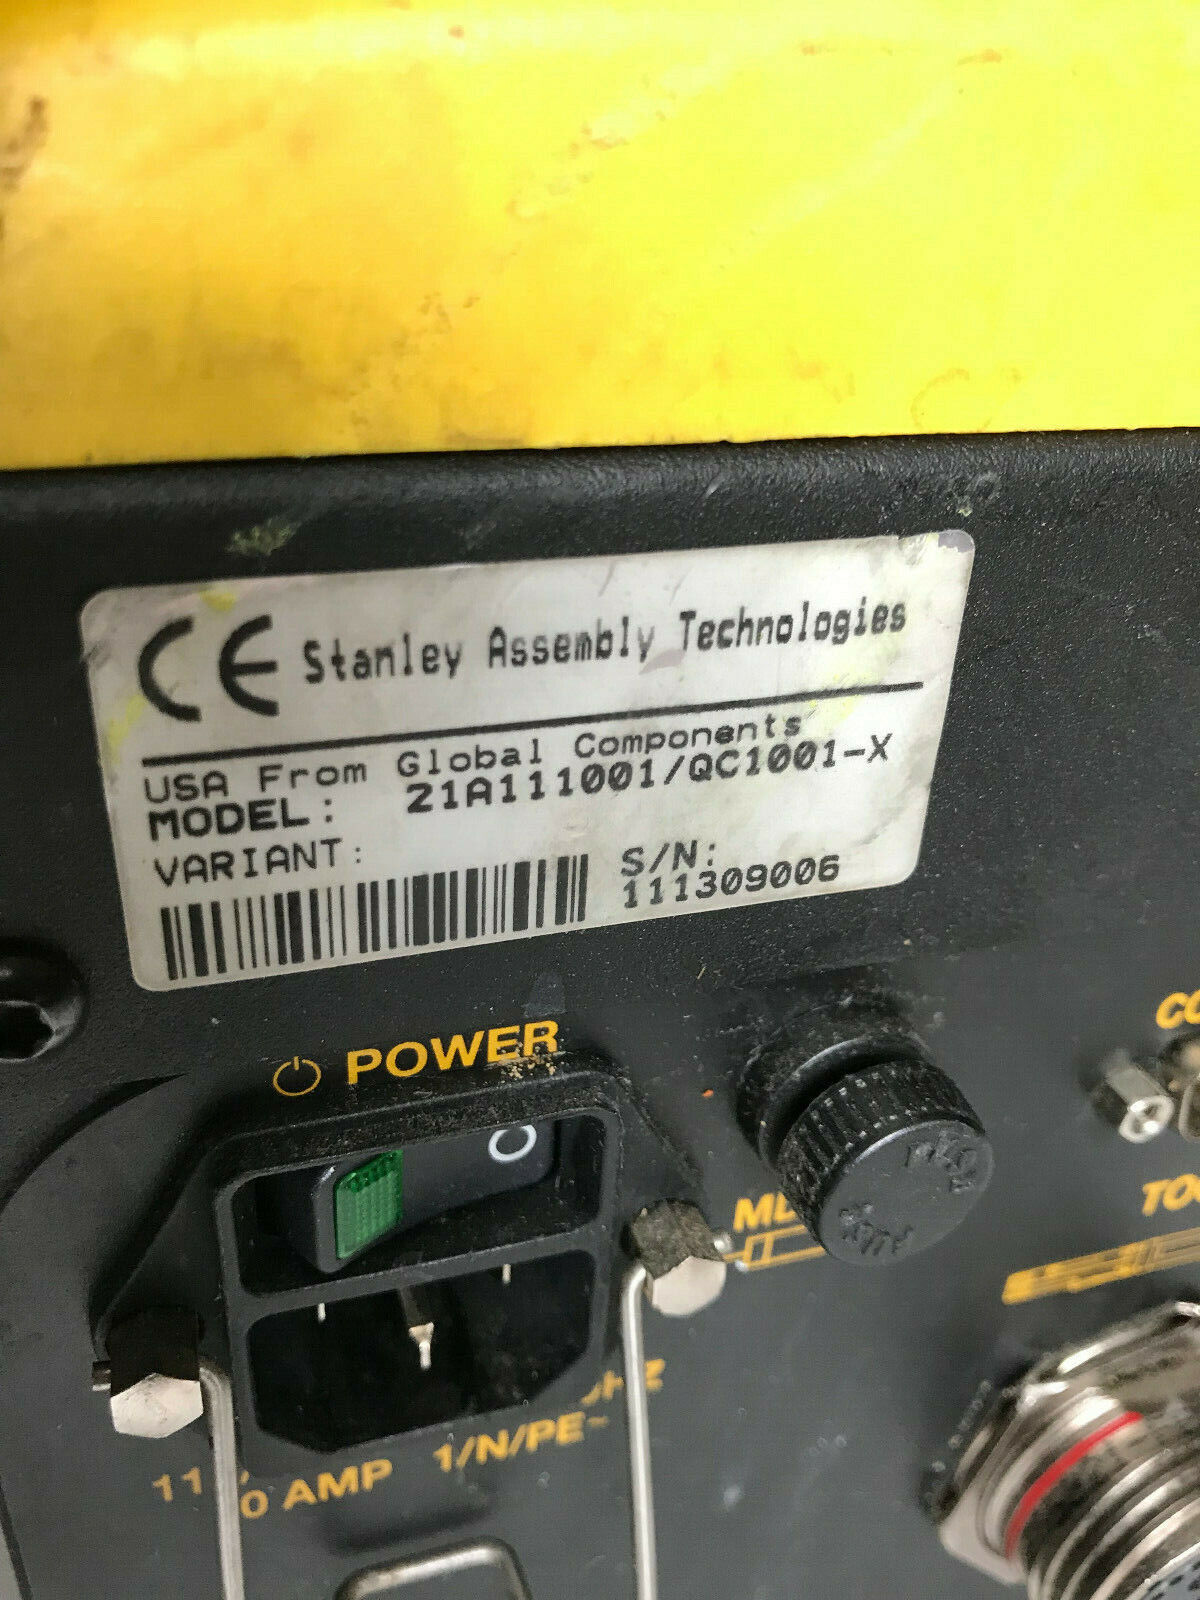 CE Stanley Assembly Technologies
USA From Global Components
MODEL: 21A111001/QC1001-X
VARIANT:
S/N:
111309006
POWER
O
AMP 1/N/PE~